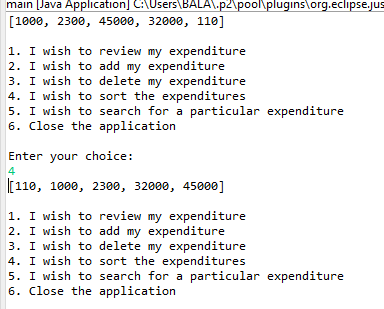 main [Java Application] C:\Users\BALA\.p2\pool\plugins\org.eclipse.jus
[1000, 2300, 45000, 32000, 110]
1. I wish to review my expenditure
2. I wish to add my expenditure
3. I wish to delete my expenditure
4. I wish to sort the expenditures
5. I wish to search for a particular expenditure
6. Close the application
Enter your choice:
4
[110, 1000, 2300, 32000, 45000]
1. I wish to review my expenditure
2. I wish to add my expenditure
3. I wish to delete my expenditure
4. I wish to sort the expenditures
5. I wish to search for a particular expenditure
6. Close the application